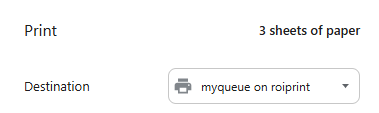 Print 3 sheets of paper
Destination myqueue on roiprint